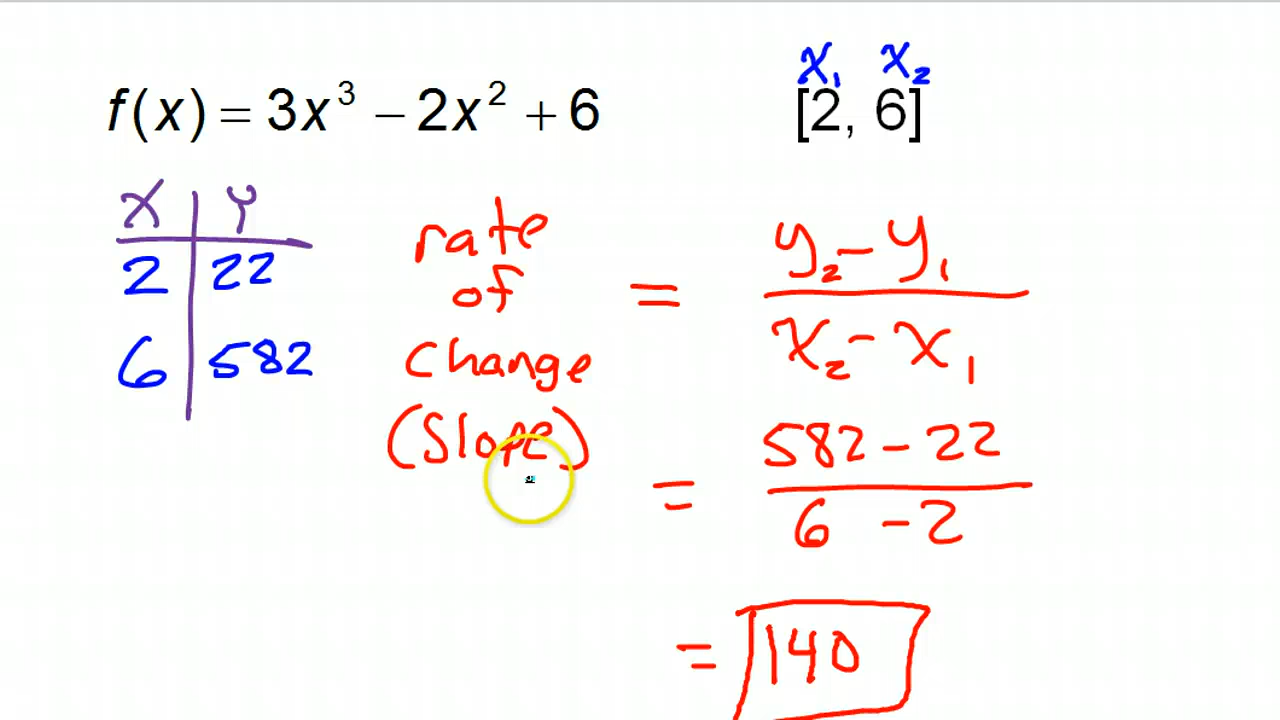 f(x) = 3x³ − 2x² + 6
x₁ x₂
[2, 6]
X | Y
2 | 22
6 | 582
rate
of
change
(Slope)
= y₂ − y₁
x₂ − x₁
= 582 − 22
6 − 2
= 140